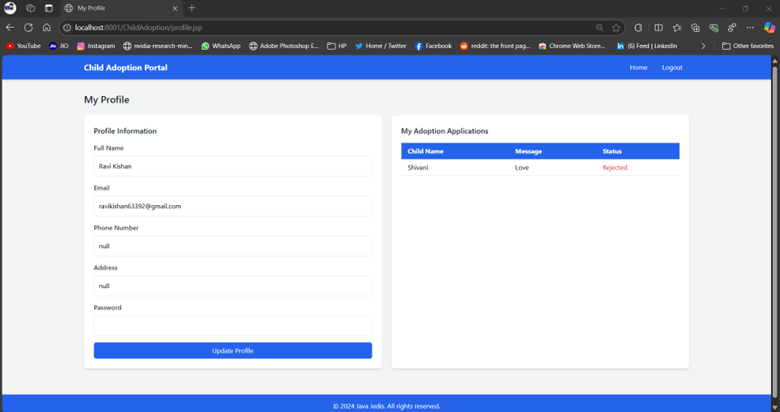 My Profile
localhost:8001/ChildAdoption/profile.jsp
YouTube JIO Instagram nvidia-research-min... WhatsApp Adobe Photoshop E... HP Home / Twitter Facebook reddit: the front pag... Chrome Web Store... (6) Feed | LinkedIn Other favorites
Child Adoption Portal Home Logout
My Profile
Profile Information
Full Name
Ravi Kishan
Email
ravikishan63392@gmail.com
Phone Number
null
Address
null
Password
Update Profile
My Adoption Applications
Child Name Message Status
Shivani Love Rejected
© 2024 Java Jedis. All rights reserved.